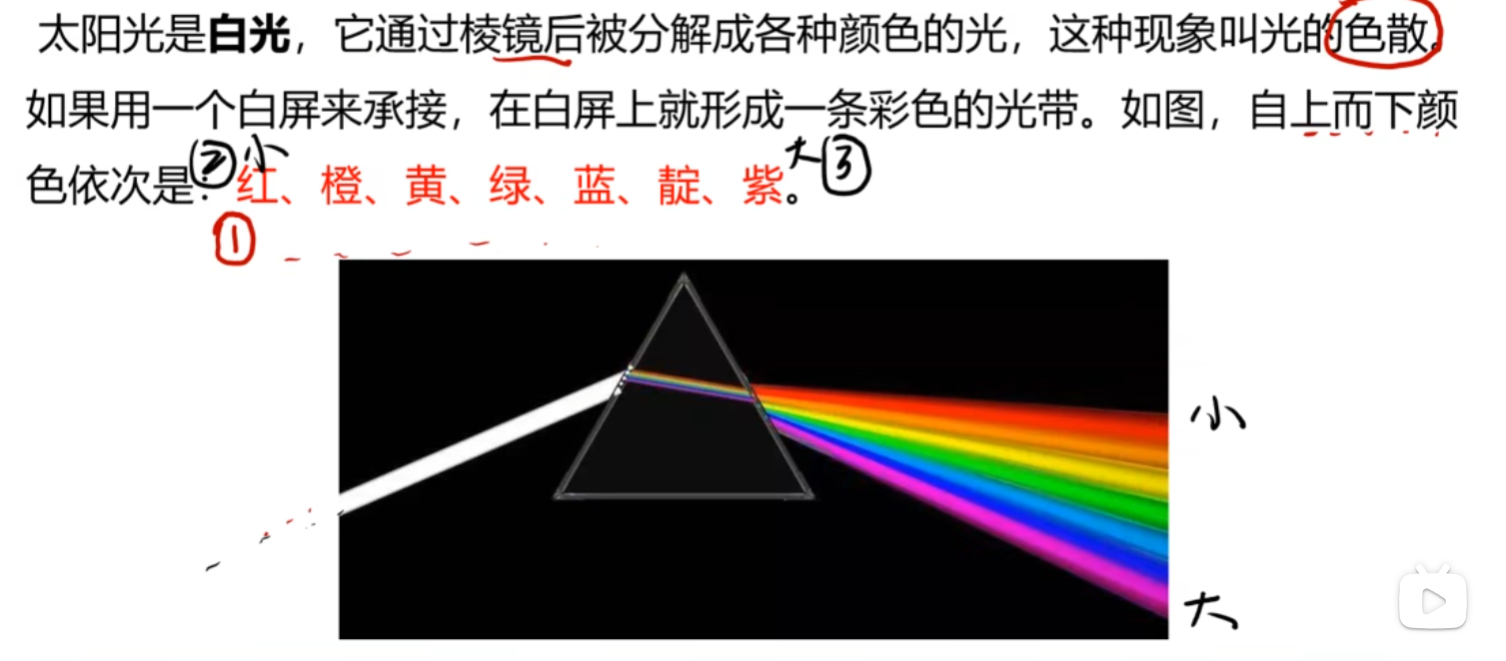 太阳光是白光，它通过棱镜后被分解成各种颜色的光，这种现象叫光的色散。
如果用一个白屏来承接，在白屏上就形成一条彩色的光带。如图，自上而下颜
② 小 大 ③
色依次是：红、橙、黄、绿、蓝、靛、紫。
①
小
大